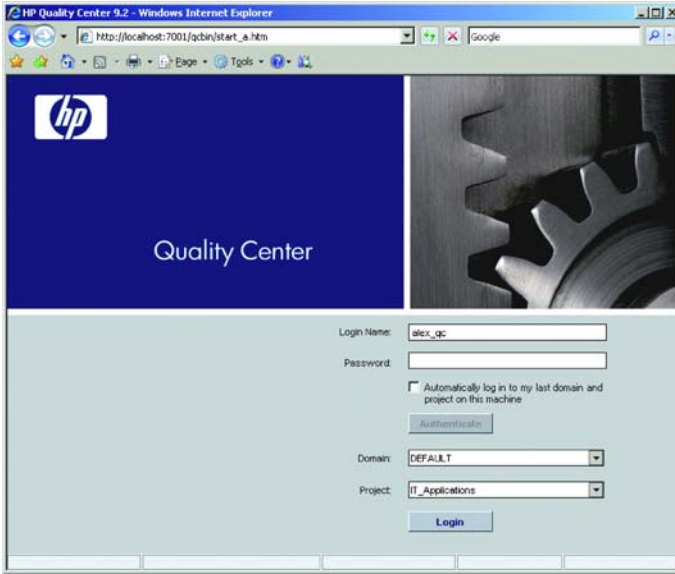 HP Quality Center 9.2 - Windows Internet Explorer
http://localhost:7001/qcbin/start_a.htm
Google
Page
Tools
hp
Quality Center
Login Name:
alex_qc
Password:
Automatically log in to my last domain and
project on this machine
Authenticate
Domain:
DEFAULT
Project:
IT_Applications
Login